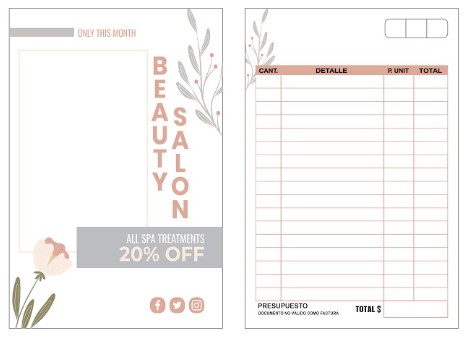 ONLY THIS MONTH
BEAUTY
SALON
ALL SPA TREATMENTS
20% OFF
CANT. DETALLE P. UNIT TOTAL
PRESUPUESTO
DOCUMENTO NO VALIDO COMO FACTURA
TOTAL $